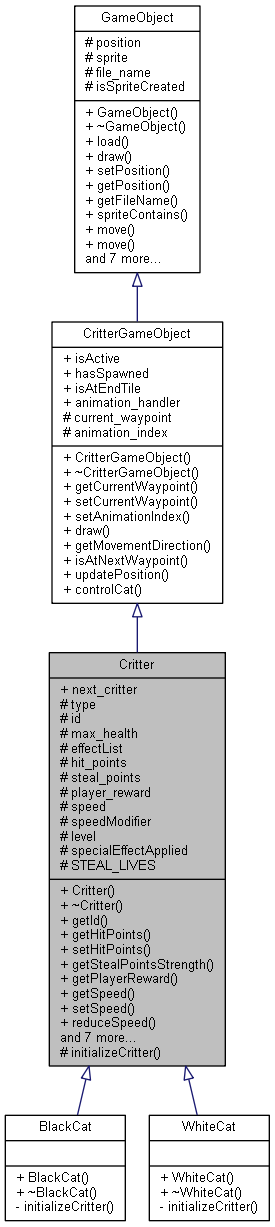 GameObject
# position
# sprite
# file_name
# isSpriteCreated
+ GameObject()
+ ~GameObject()
+ load()
+ draw()
+ setPosition()
+ getPosition()
+ getFileName()
+ spriteContains()
+ move()
+ move()
and 7 more...
CritterGameObject
+ isActive
+ hasSpawned
+ isAtEndTile
+ animation_handler
# current_waypoint
# animation_index
+ CritterGameObject()
+ ~CritterGameObject()
+ getCurrentWaypoint()
+ setCurrentWaypoint()
+ setAnimationIndex()
+ draw()
+ getMovementDirection()
+ isAtNextWaypoint()
+ updatePosition()
+ controlCat()
Critter
+ next_critter
# type
# id
# max_health
# effectList
# hit_points
# steal_points
# player_reward
# speed
# speedModifier
# level
# specialEffectApplied
# STEAL_LIVES
+ Critter()
+ ~Critter()
+ getId()
+ getHitPoints()
+ setHitPoints()
+ getStealPointsStrength()
+ getPlayerReward()
+ getSpeed()
+ setSpeed()
+ reduceSpeed()
and 7 more...
# initializeCritter()
BlackCat
+ BlackCat()
+ ~BlackCat()
- initializeCritter()
WhiteCat
+ WhiteCat()
+ ~WhiteCat()
- initializeCritter()